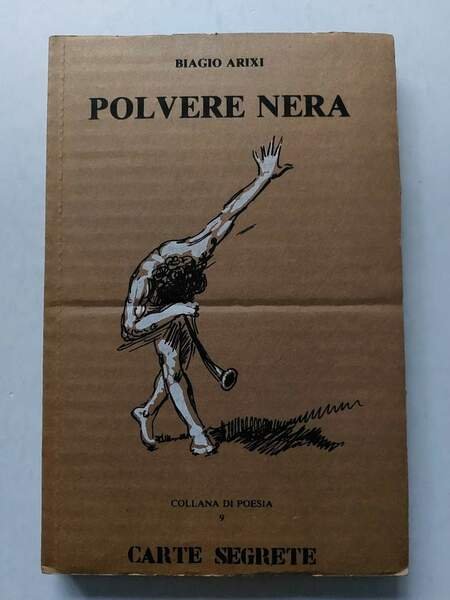 BIAGIO ARIXI
POLVERE NERA
COLLANA DI POESIA
9
CARTE SEGRETE